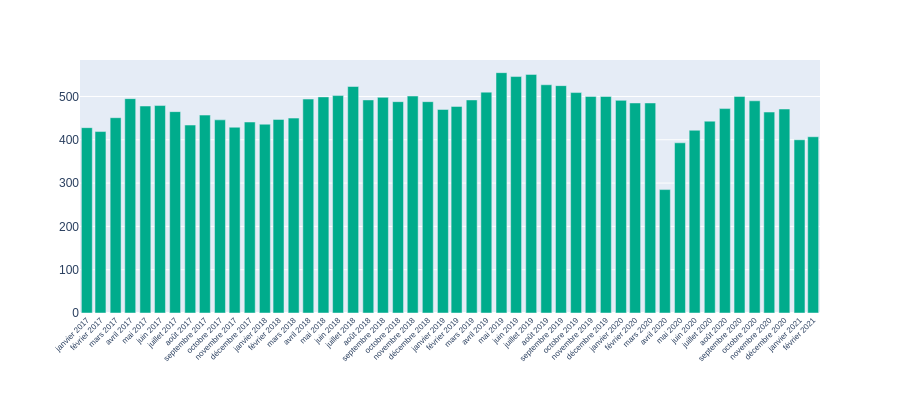 500
400
300
200
100
0
janvier 2017
février 2017
mars 2017
avril 2017
mai 2017
juin 2017
juillet 2017
août 2017
septembre 2017
octobre 2017
novembre 2017
décembre 2017
janvier 2018
février 2018
mars 2018
avril 2018
mai 2018
juin 2018
juillet 2018
août 2018
septembre 2018
octobre 2018
novembre 2018
décembre 2018
janvier 2019
février 2019
mars 2019
avril 2019
mai 2019
juin 2019
juillet 2019
août 2019
septembre 2019
octobre 2019
novembre 2019
décembre 2019
janvier 2020
février 2020
mars 2020
avril 2020
mai 2020
juin 2020
juillet 2020
août 2020
septembre 2020
octobre 2020
novembre 2020
décembre 2020
janvier 2021
février 2021